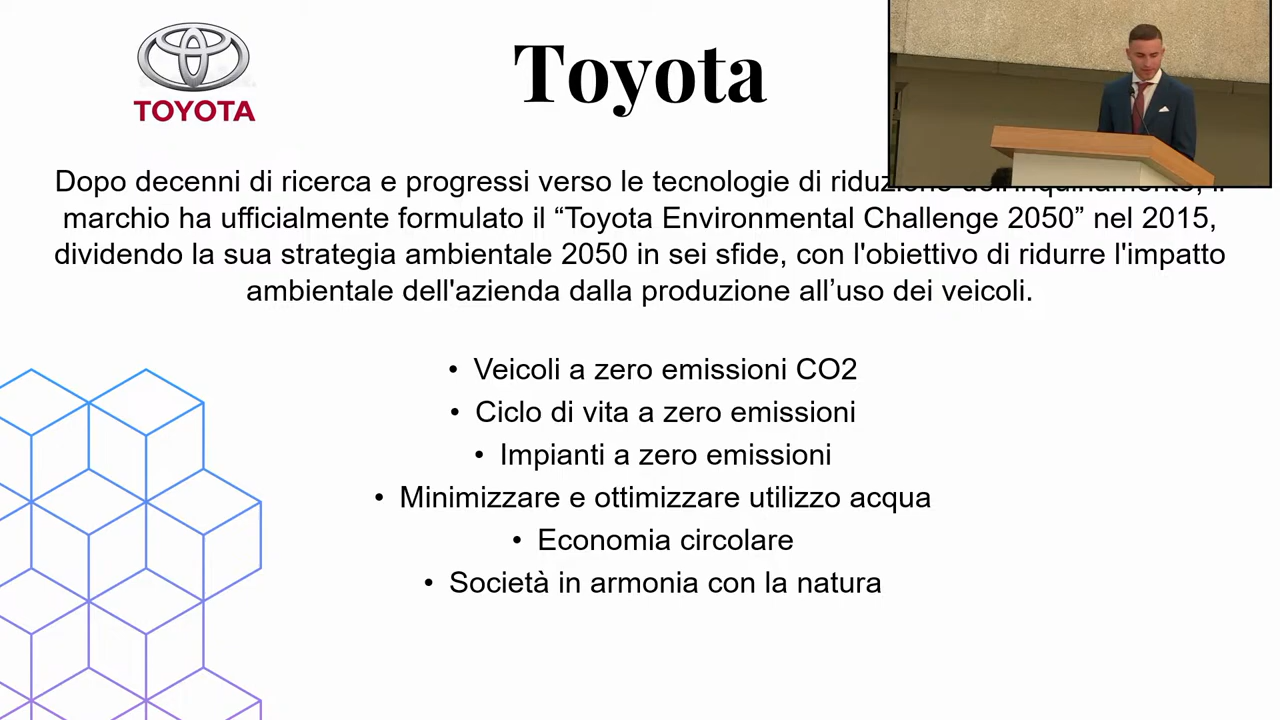 TOYOTA
Toyota
Dopo decenni di ricerca e progressi verso le tecnologie di
marchio ha ufficialmente formulato il “Toyota Environmental Challenge 2050” nel 2015,
dividendo la sua strategia ambientale 2050 in sei sfide, con l'obiettivo di ridurre l'impatto
ambientale dell'azienda dalla produzione all’uso dei veicoli.
• Veicoli a zero emissioni CO2
• Ciclo di vita a zero emissioni
• Impianti a zero emissioni
• Minimizzare e ottimizzare utilizzo acqua
• Economia circolare
• Società in armonia con la natura